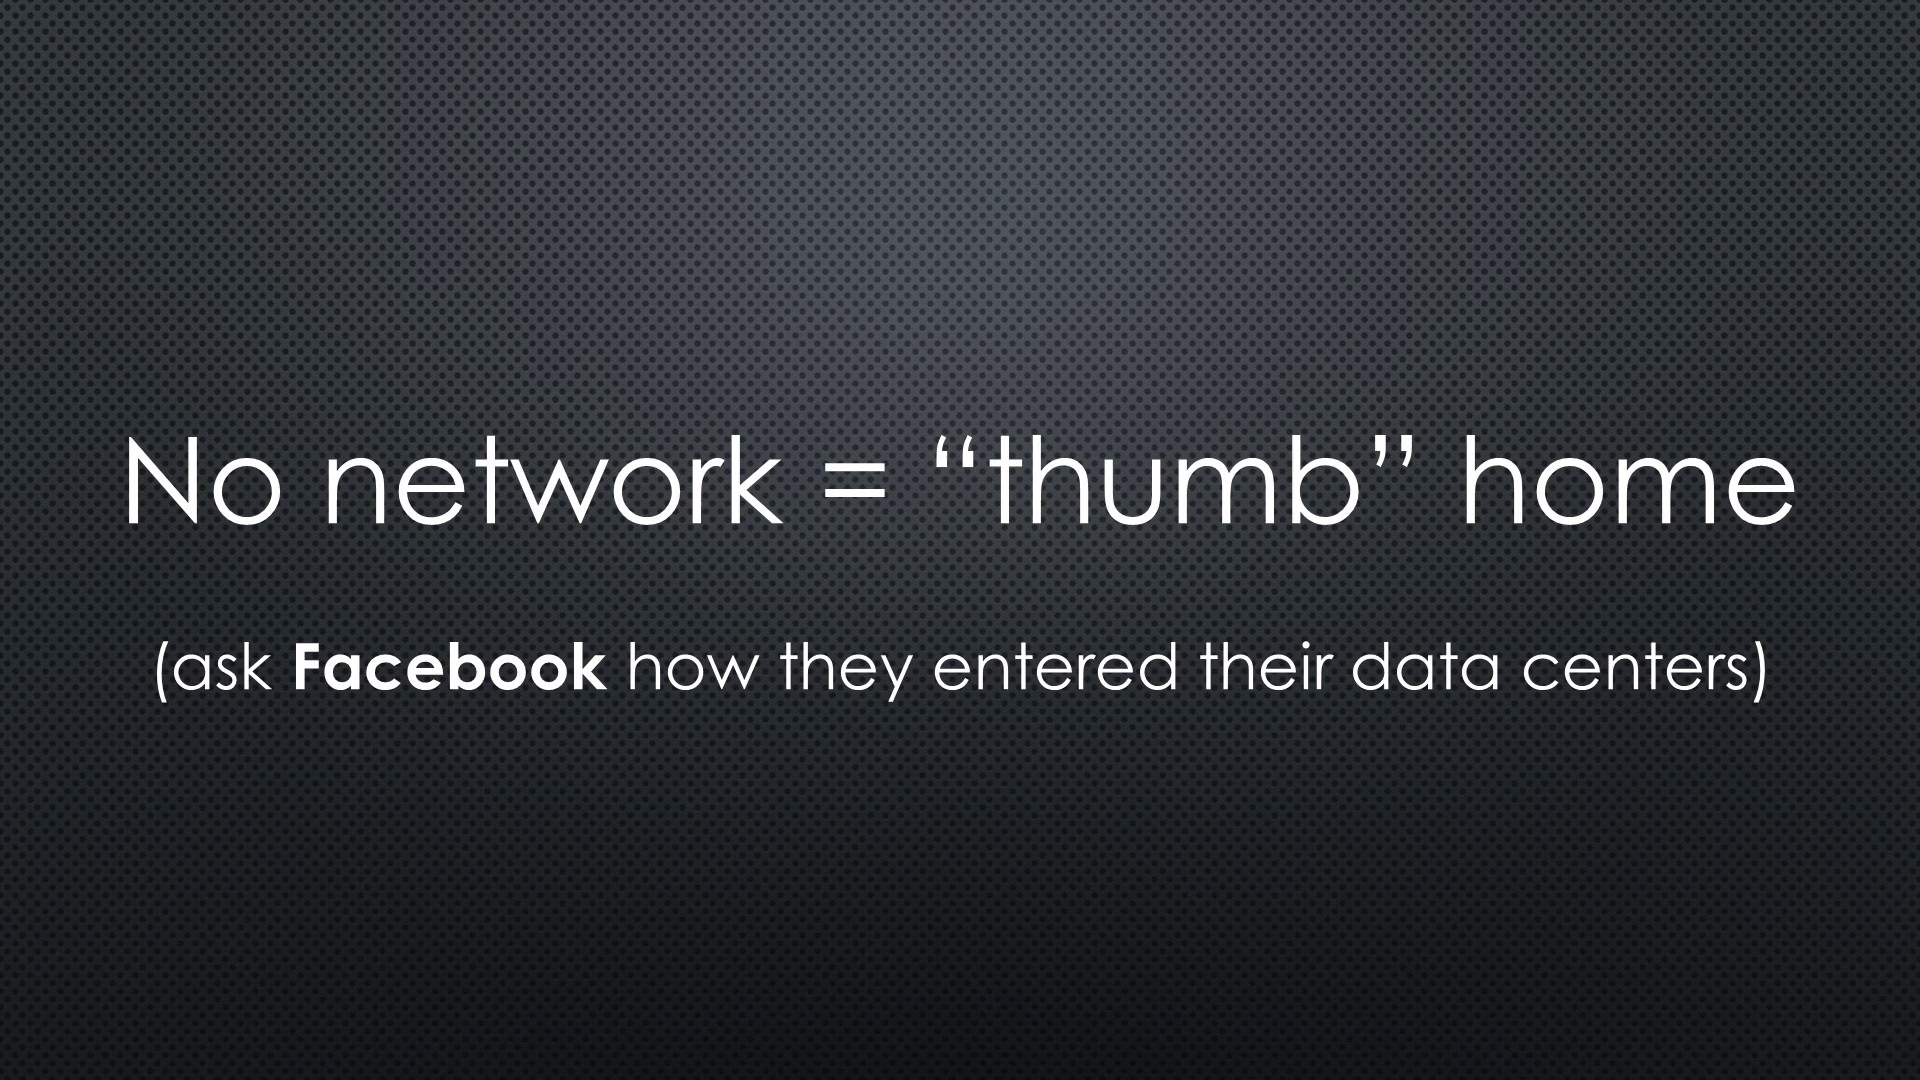 No network = “thumb” home
(ask Facebook how they entered their data centers)